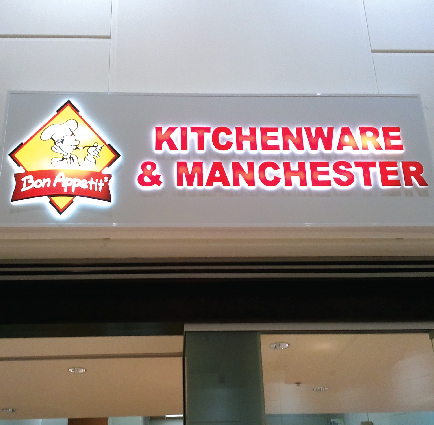 Bon Appetit
KITCHENWARE
& MANCHESTER